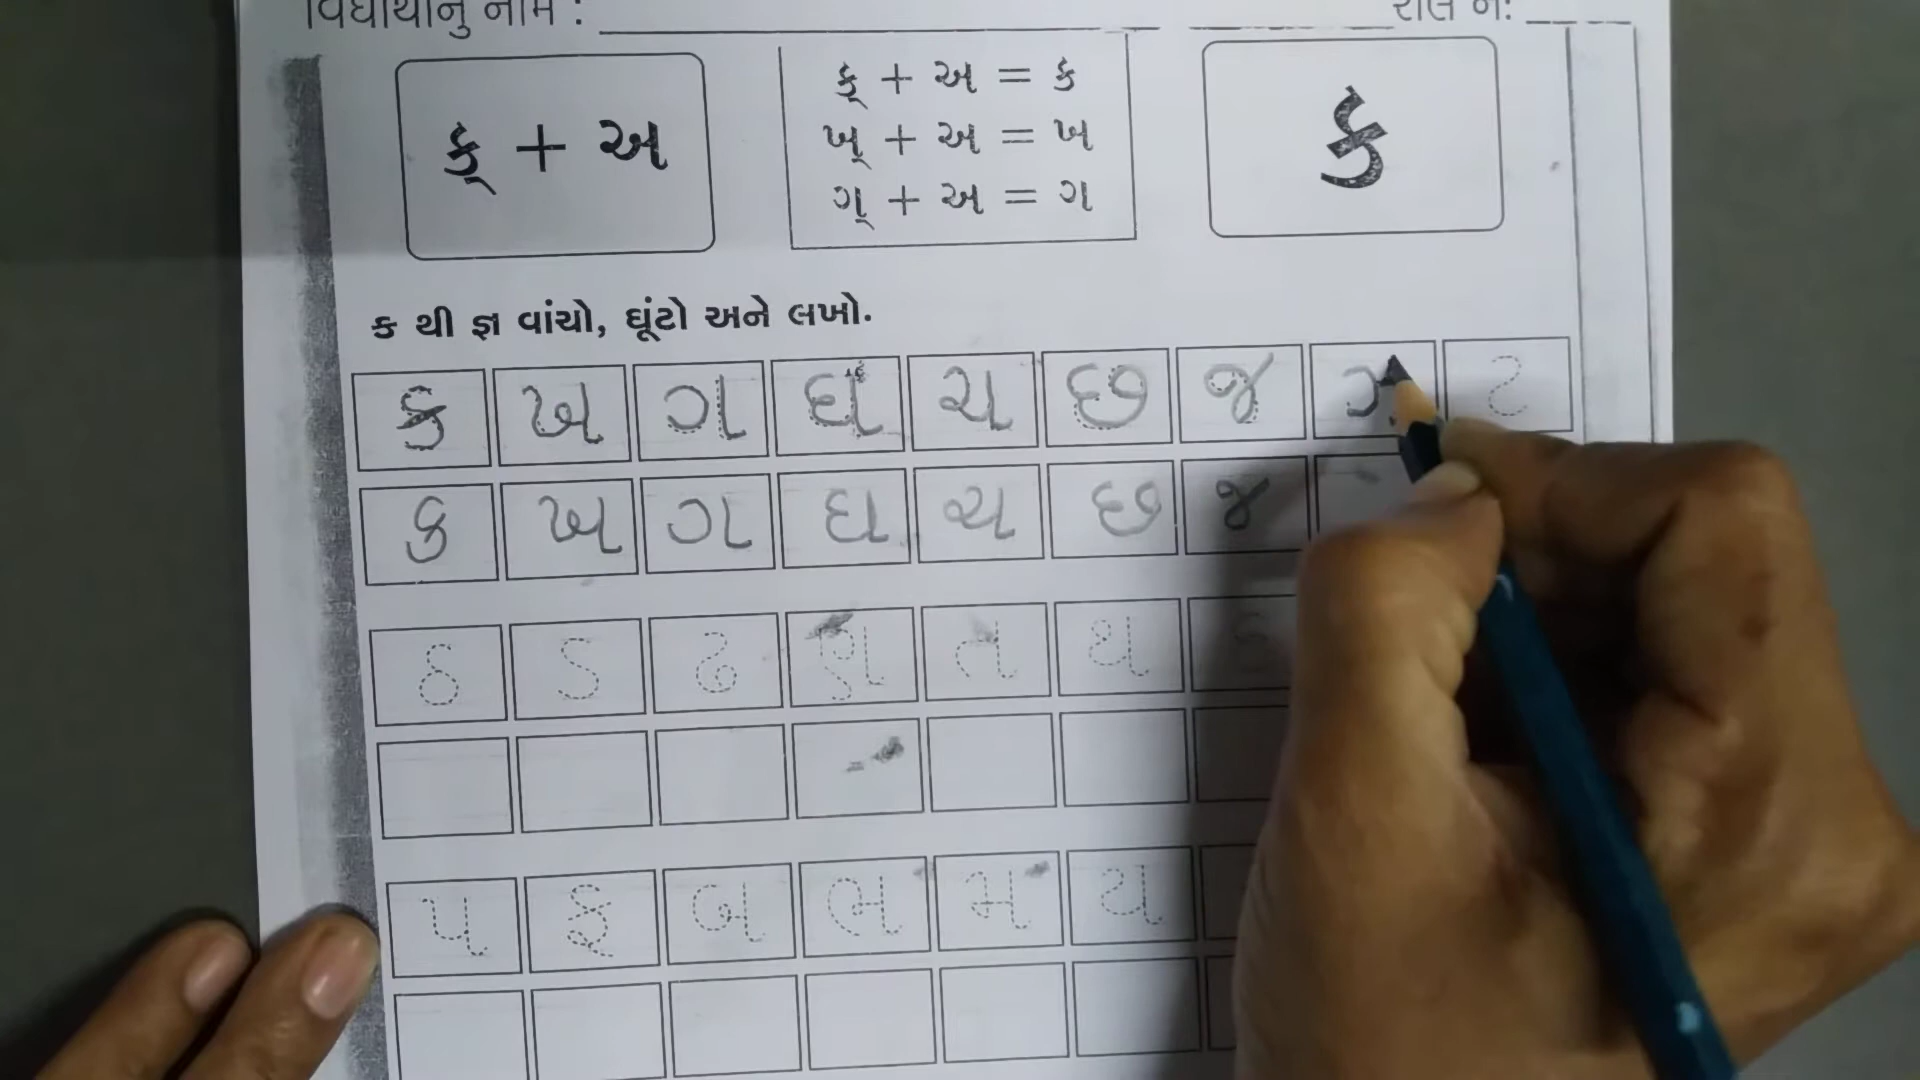 વિદ્યાર્થીનું નામ : રોલ નં:
ક્ + અ
ક્ + અ = ક
ખ્ + અ = ખ
ગ્ + અ = ગ
ક
ક થી જ્ઞ વાંચો, ઘૂંટો અને લખો.
ક ખ ગ ઘ ચ છ જ ઝ ટ
ક ખ ગ ઘ ચ છ જ
ઠ ડ ઢ ણ ત થ
પ ફ બ ભ મ ય